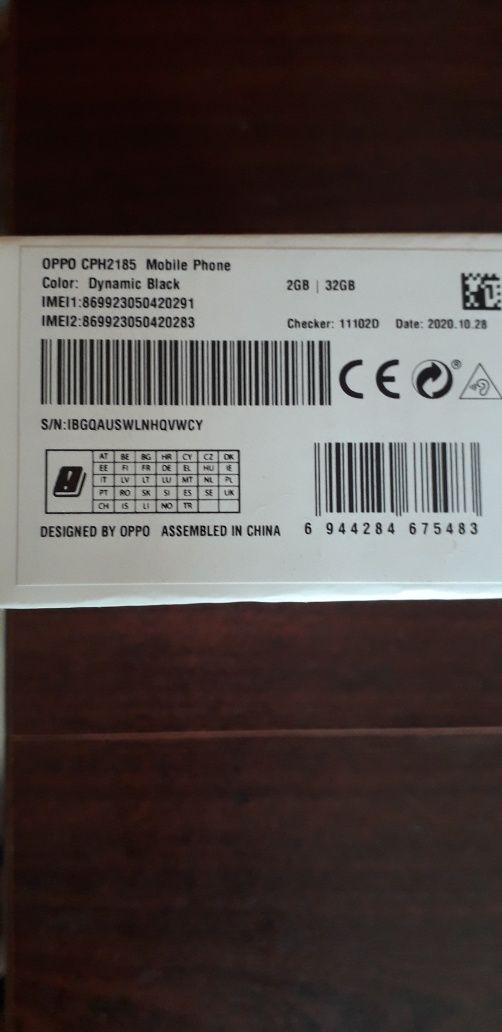 OPPO CPH2185 Mobile Phone
Color: Dynamic Black 2GB | 32GB
IMEI1:869923050420291
IMEI2:869923050420283 Checker: 11102D Date: 2020.10.28
CE
S/N:IBGQAUSWLNHQVWCY
AT BE BG HR CY CZ DK
EE FI FR DE EL HU IE
IT LV LT LU MT NL PL
PT RO SK SI ES SE UK
CH IS LI NO TR
DESIGNED BY OPPO ASSEMBLED IN CHINA 6 944284 675483